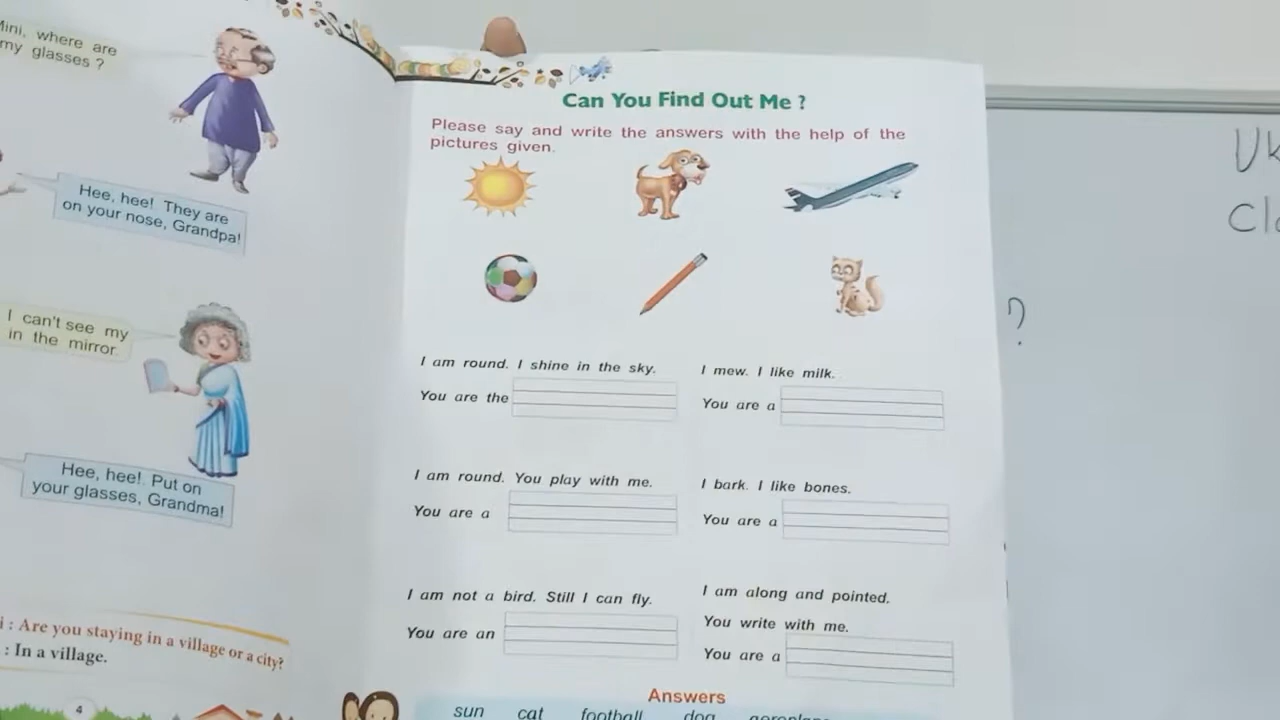 Mini, where are
my glasses ?
Hee, hee! They are
on your nose, Grandpa!
I can't see my
in the mirror.
Hee, hee!. Put on
your glasses, Grandma!
: Are you staying in a village or a city?
: In a village.
4
Can You Find Out Me ?
Please say and write the answers with the help of the
pictures given.
I am round. I shine in the sky.
You are the
I mew. I like milk.
You are a
I am round. You play with me.
You are a
I bark. I like bones.
You are a
I am not a bird. Still I can fly.
You are an
I am along and pointed.
You write with me.
You are a
Answers
sun cat football dog aeroplane
?